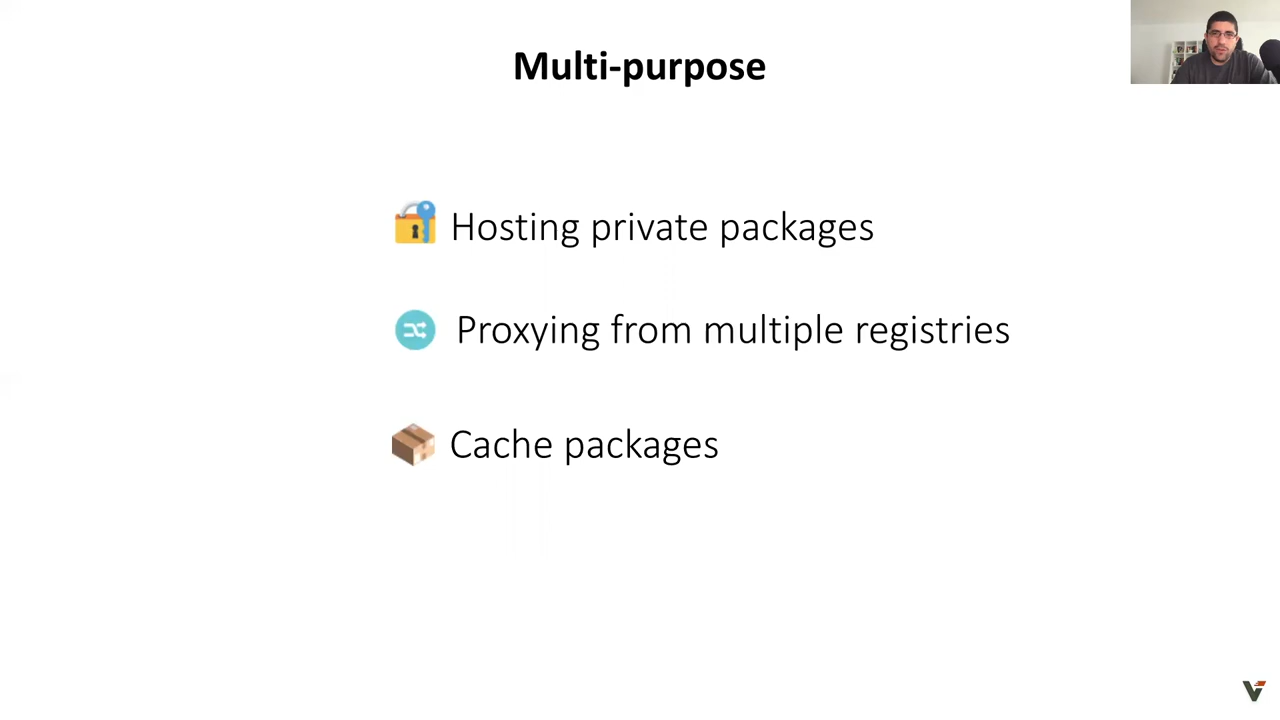 Multi-purpose
Hosting private packages
Proxying from multiple registries
Cache packages